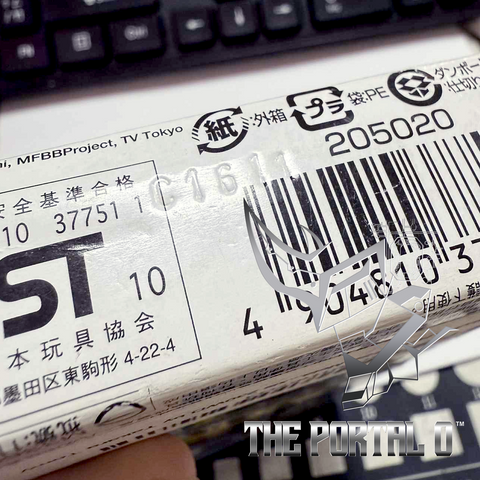 MFBBProject, TV Tokyo
紙
:外箱
プラ
袋:PE
ダンボー
:仕切り
205020
C1611
安全基準合格
10 37751 1
ST
10
本玩具協会
墨田区東駒形 4-22-4
4 904810 37
THE PORTAL 0™